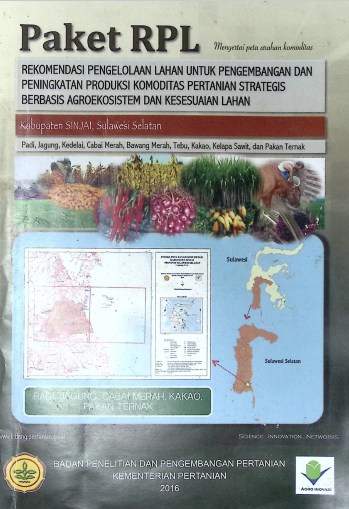 Paket RPL
Menyertai peta arahan komoditas
REKOMENDASI PENGELOLAAN LAHAN UNTUK PENGEMBANGAN DAN
PENINGKATAN PRODUKSI KOMODITAS PERTANIAN STRATEGIS
BERBASIS AGROEKOSISTEM DAN KESESUAIAN LAHAN
Kabupaten SINJAI, Sulawesi Selatan
Padi, Jagung, Kedelai, Cabai Merah, Bawang Merah, Tebu, Kakao, Kelapa Sawit, dan Pakan Ternak
Sulawesi
Sulawesi Selatan
PADI, JAGUNG, CABAI MERAH, KAKAO,
PAKAN TERNAK
SCIENCE . INNOVATION . NETWORKS
BADAN PENELITIAN DAN PENGEMBANGAN PERTANIAN
KEMENTERIAN PERTANIAN
2016
AGRO INOVASI